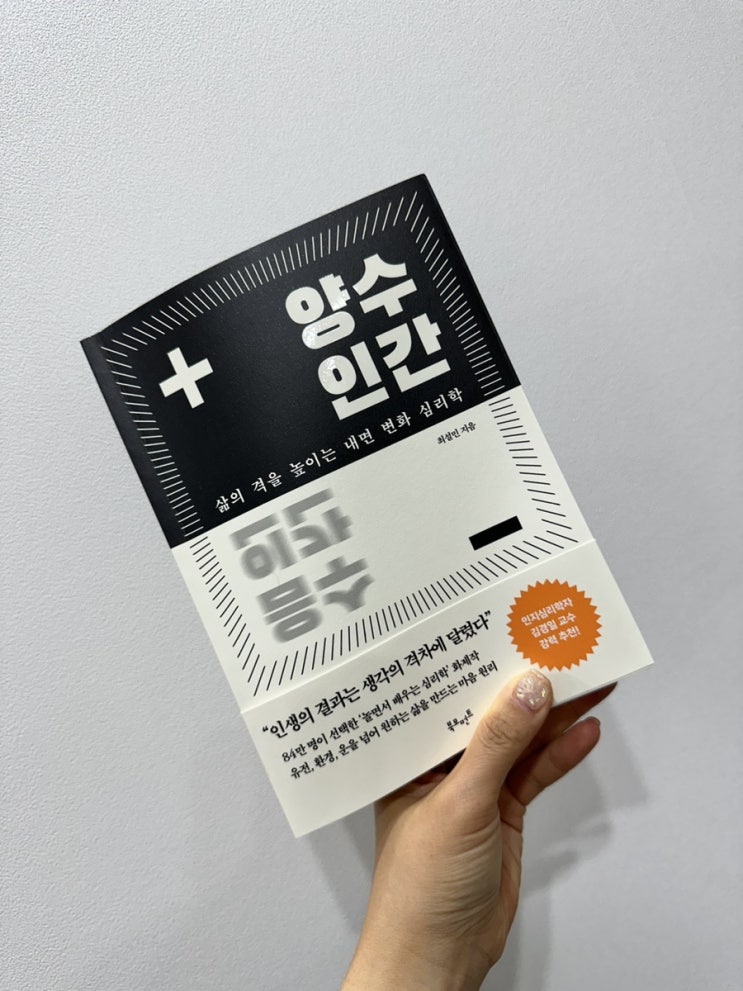 +
양수
인간
삶의 격을 높이는 내면 변화 심리학
최설민 지음
인간
음수
−
“인생의 결과는 생각의 격차에 달렸다”
84만 명이 선택한 ‘놀면서 배우는 심리학’ 화제작
유전, 환경, 운을 넘어 원하는 삶을 만드는 마음 원리
인지심리학자
김경일 교수
강력 추천!
북모먼트